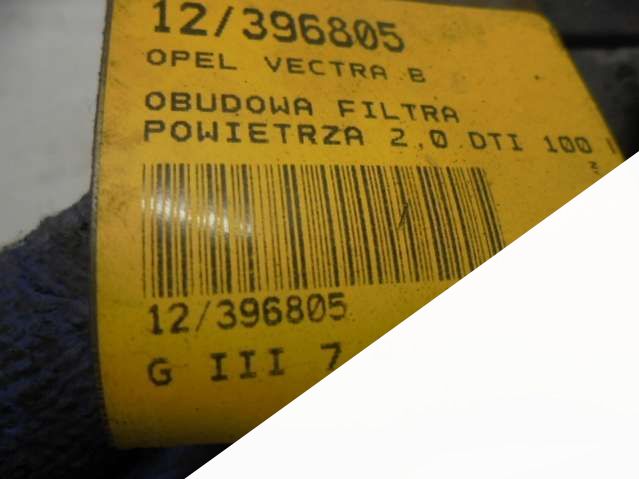 12/396805
OPEL VECTRA B
OBUDOWA FILTRA
POWIETRZA 2,0 DTI 100
12/396805
G III 7